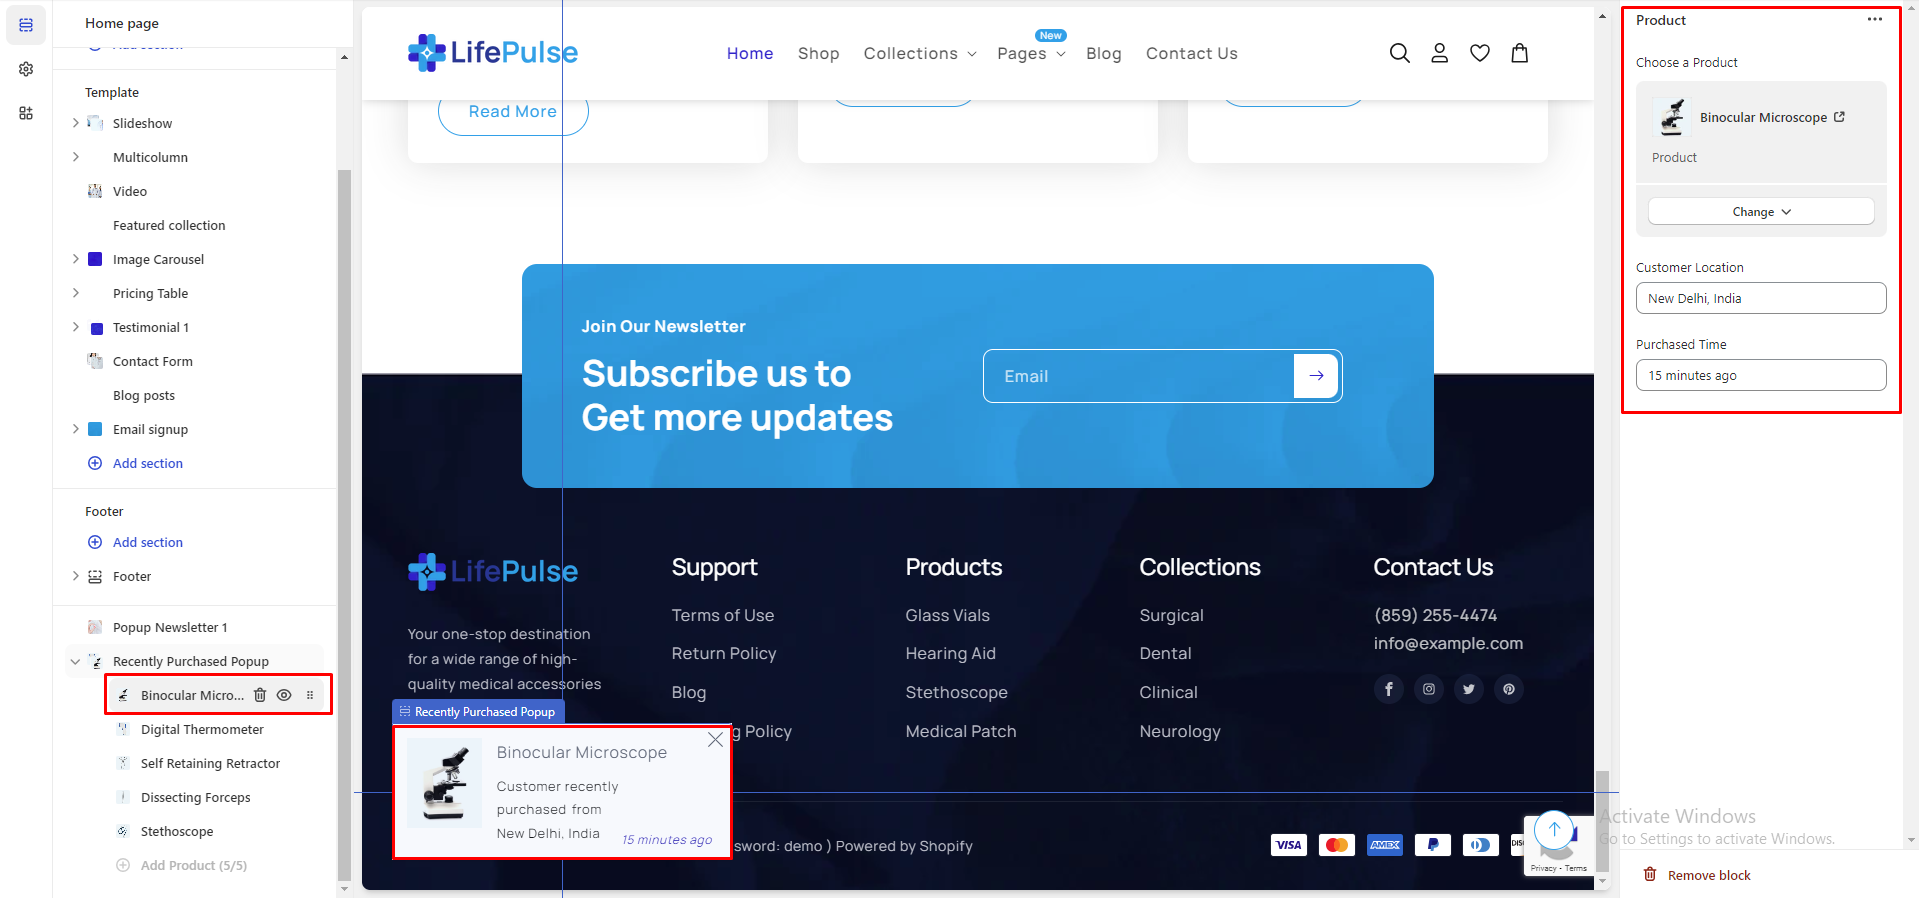 Home page
Add section
Template
Slideshow
Multicolumn
Video
Featured collection
Image Carousel
Pricing Table
Testimonial 1
Contact Form
Blog posts
Email signup
Add section
Footer
Add section
Footer
Popup Newsletter 1
Recently Purchased Popup
Binocular Micro...
Digital Thermometer
Self Retaining Retractor
Dissecting Forceps
Stethoscope
Add Product (5/5)
LifePulse
Home
Shop
Collections
Pages
New
Blog
Contact Us
Read More
Join Our Newsletter
Subscribe us to
Get more updates
Email
LifePulse
Your one-stop destination
for a wide range of high-
quality medical accessories
Support
Terms of Use
Return Policy
Blog
g Policy
Products
Glass Vials
Hearing Aid
Stethoscope
Medical Patch
Collections
Surgical
Dental
Clinical
Neurology
Contact Us
(859) 255-4474
info@example.com
Recently Purchased Popup
Binocular Microscope
Customer recently
purchased from
New Delhi, India
15 minutes ago
sword: demo ) Powered by Shopify
VISA
AMEX
DISC
Privacy - Terms
Product
Choose a Product
Binocular Microscope
Product
Change
Customer Location
New Delhi, India
Purchased Time
15 minutes ago
Activate Windows
Go to Settings to activate Windows.
Remove block